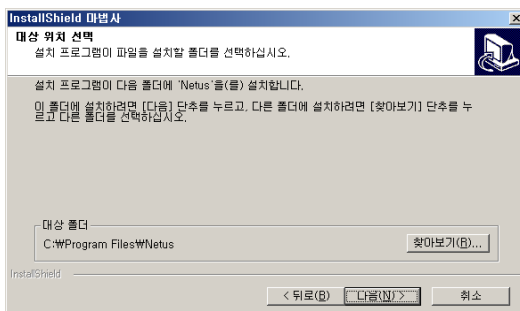 InstallShield 마법사
대상 위치 선택
설치 프로그램이 파일을 설치할 폴더를 선택하십시오.
설치 프로그램이 다음 폴더에 'Netus'을(를) 설치합니다.
이 폴더에 설치하려면 [다음] 단추를 누르고, 다른 폴더에 설치하려면 [찾아보기] 단추를 누
르고 다른 폴더를 선택하십시오.
대상 폴더
C:₩Program Files₩Netus
찾아보기(R)...
InstallShield
< 뒤로(B)
다음(N) >
취소